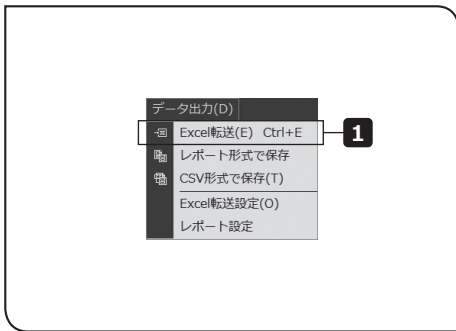 データ出力(D)
Excel転送(E) Ctrl+E
1
レポート形式で保存
CSV形式で保存(T)
Excel転送設定(O)
レポート設定